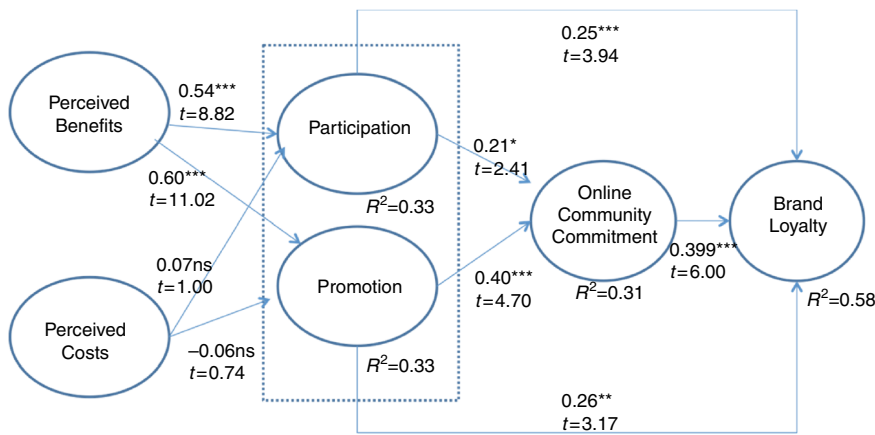 0.25***
t=3.94
Perceived
Benefits
0.54***
t=8.82
Participation
0.21*
t=2.41
0.60***
t=11.02
R²=0.33
Online
Community
Commitment
Brand
Loyalty
0.399***
t=6.00
0.07ns
t=1.00
Promotion
0.40***
t=4.70
R²=0.31
R²=0.58
Perceived
Costs
–0.06ns
t=0.74
R²=0.33
0.26**
t=3.17